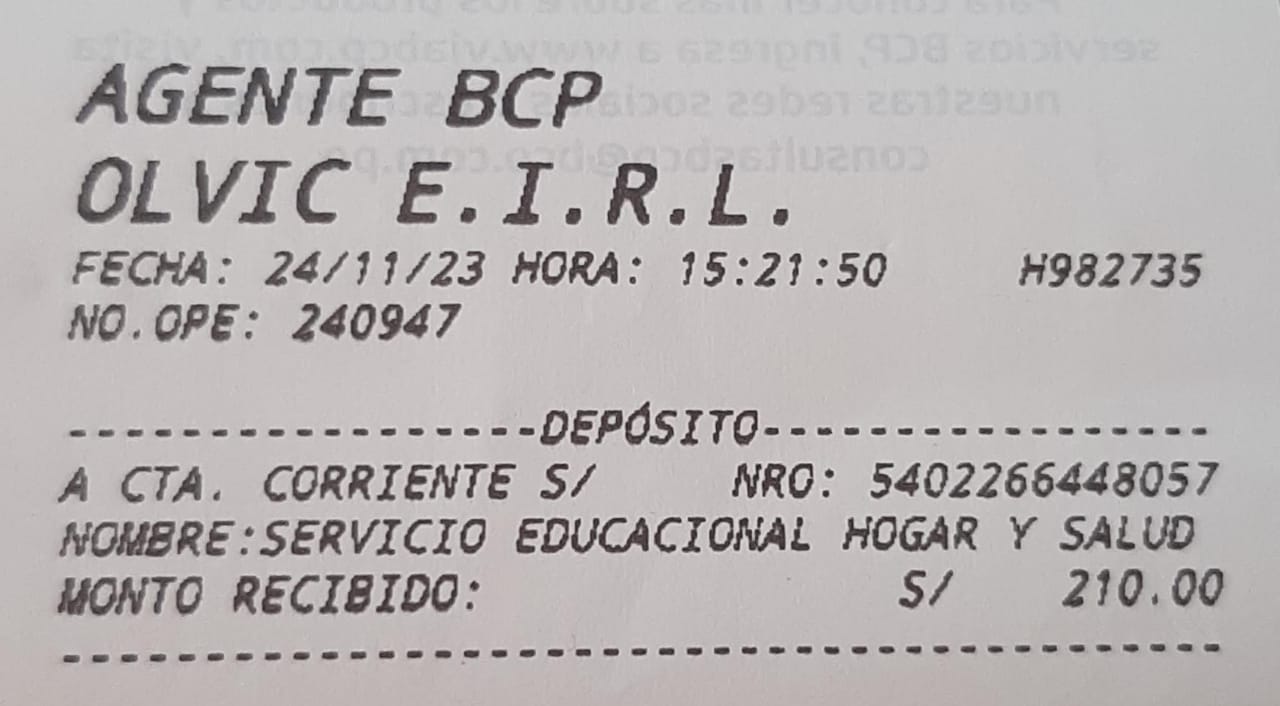 AGENTE BCP
OLVIC E.I.R.L.
FECHA: 24/11/23 HORA: 15:21:50 H982735
NO.OPE: 240947
------------------DEPÓSITO------------------
A CTA. CORRIENTE S/ NRO: 5402266448057
NOMBRE:SERVICIO EDUCACIONAL HOGAR Y SALUD
MONTO RECIBIDO: S/ 210.00
------------------------------------------------